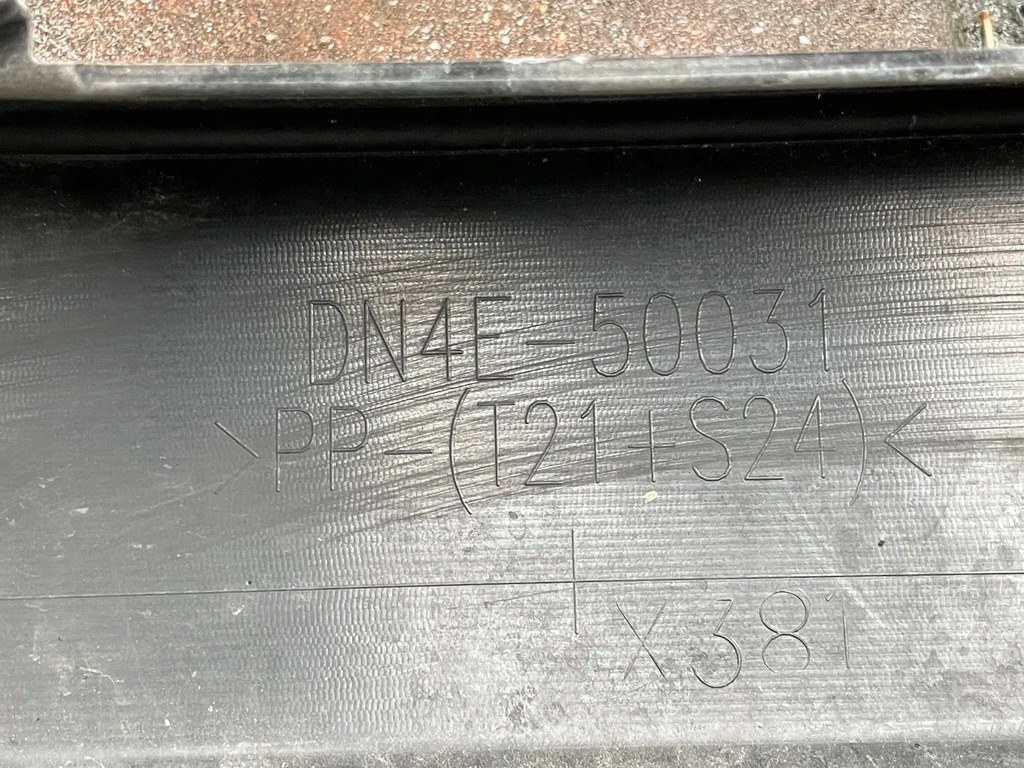 DN4E-50031
>PP-(T21+S24)<
X381